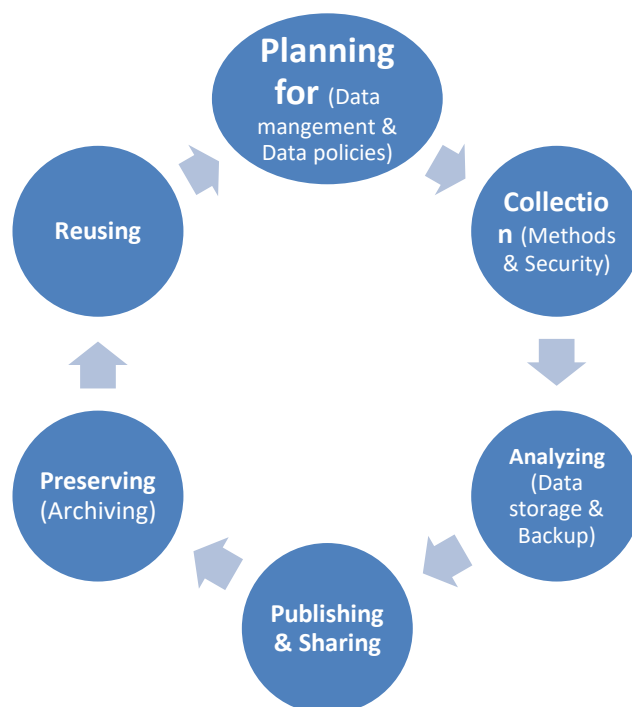 Planning
for (Data
mangement &
Data policies)
Collectio
n (Methods
& Security)
Analyzing
(Data
storage &
Backup)
Publishing
& Sharing
Preserving
(Archiving)
Reusing